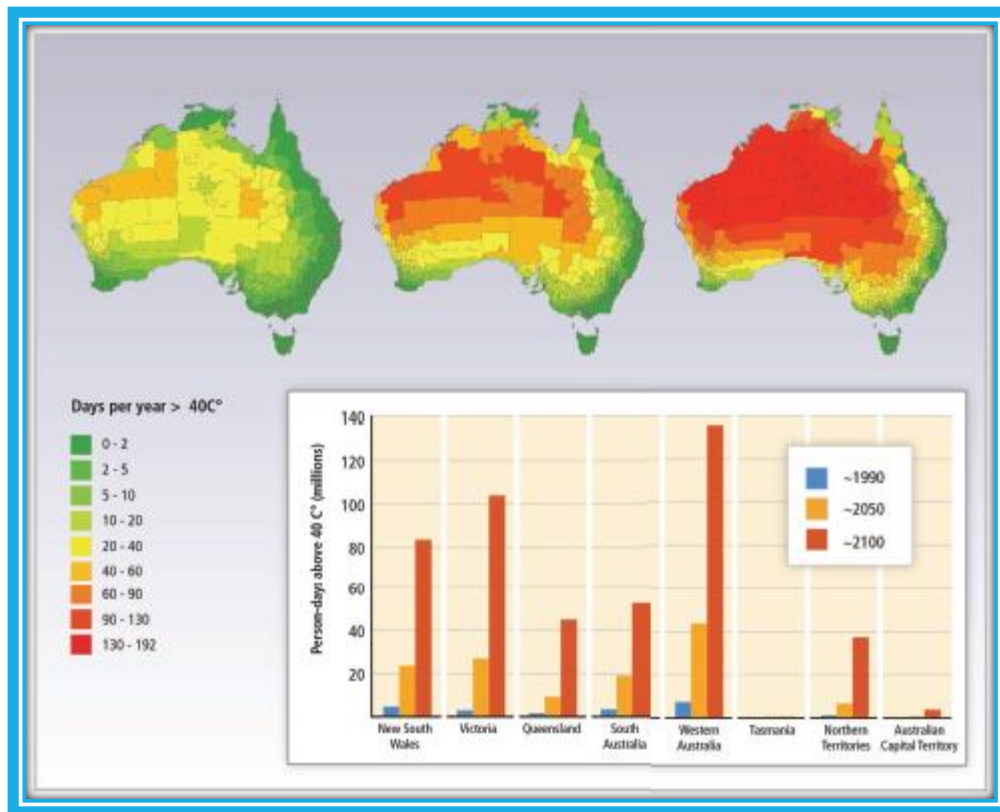 Days per year > 40C°
0 - 2
2 - 5
5 - 10
10 - 20
20 - 40
40 - 60
60 - 90
90 - 130
130 - 192
Person-days above 40 C° (millions)
140
120
100
80
60
40
20
~1990
~2050
~2100
New South
Wales
Victoria
Queensland
South
Australia
Western
Australia
Tasmania
Northern
Territories
Australian
Capital Territory